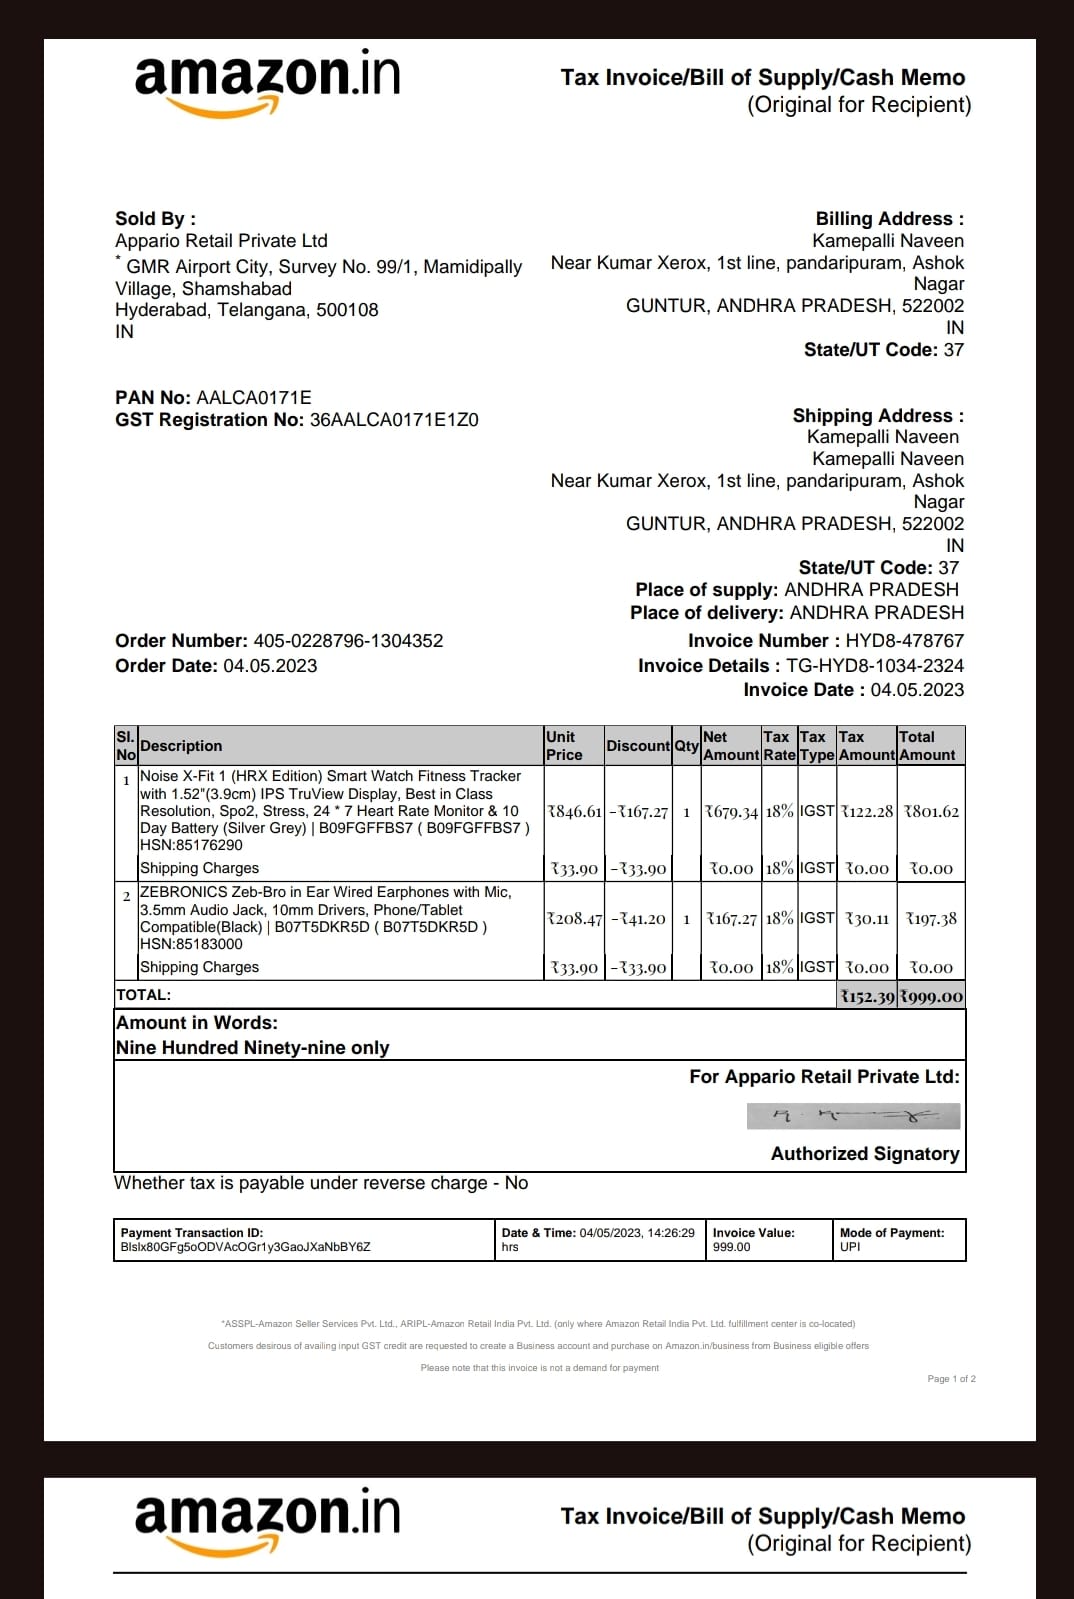 amazon.in
Tax Invoice/Bill of Supply/Cash Memo
(Original for Recipient)
Sold By :
Appario Retail Private Ltd
* GMR Airport City, Survey No. 99/1, Mamidipally
Village, Shamshabad
Hyderabad, Telangana, 500108
IN
PAN No: AALCA0171E
GST Registration No: 36AALCA0171E1Z0
Billing Address :
Kamepalli Naveen
Near Kumar Xerox, 1st line, pandaripuram, Ashok
Nagar
GUNTUR, ANDHRA PRADESH, 522002
IN
State/UT Code: 37
Shipping Address :
Kamepalli Naveen
Kamepalli Naveen
Near Kumar Xerox, 1st line, pandaripuram, Ashok
Nagar
GUNTUR, ANDHRA PRADESH, 522002
IN
State/UT Code: 37
Place of supply: ANDHRA PRADESH
Place of delivery: ANDHRA PRADESH
Order Number: 405-0228796-1304352
Order Date: 04.05.2023
Invoice Number : HYD8-478767
Invoice Details : TG-HYD8-1034-2324
Invoice Date : 04.05.2023
Sl. No Description Unit Price Discount Qty Net Amount Tax Rate Tax Type Tax Amount Total Amount
1 Noise X-Fit 1 (HRX Edition) Smart Watch Fitness Tracker
with 1.52"(3.9cm) IPS TruView Display, Best in Class
Resolution, Spo2, Stress, 24 * 7 Heart Rate Monitor & 10
Day Battery (Silver Grey) | B09FGFFBS7 ( B09FGFFBS7 )
HSN:85176290
₹846.61 -₹167.27 1 ₹679.34 18% IGST ₹122.28 ₹801.62
Shipping Charges ₹33.90 -₹33.90 ₹0.00 18% IGST ₹0.00 ₹0.00
2 ZEBRONICS Zeb-Bro in Ear Wired Earphones with Mic,
3.5mm Audio Jack, 10mm Drivers, Phone/Tablet
Compatible(Black) | B07T5DKR5D ( B07T5DKR5D )
HSN:85183000
₹208.47 -₹41.20 1 ₹167.27 18% IGST ₹30.11 ₹197.38
Shipping Charges ₹33.90 -₹33.90 ₹0.00 18% IGST ₹0.00 ₹0.00
TOTAL: ₹152.39 ₹999.00
Amount in Words:
Nine Hundred Ninety-nine only
For Appario Retail Private Ltd:
Authorized Signatory
Whether tax is payable under reverse charge - No
Payment Transaction ID:
BIsIx80GFg5oODVAcOGr1y3GaoJXaNbBY6Z
Date & Time: 04/05/2023, 14:26:29
hrs
Invoice Value:
999.00
Mode of Payment:
UPI
*ASSPL-Amazon Seller Services Pvt. Ltd., ARIPL-Amazon Retail India Pvt. Ltd. (only where Amazon Retail India Pvt. Ltd. fulfillment center is co-located)
Customers desirous of availing input GST credit are requested to create a Business account and purchase on Amazon.in/business from Business eligible offers
Please note that this invoice is not a demand for payment
Page 1 of 2
amazon.in
Tax Invoice/Bill of Supply/Cash Memo
(Original for Recipient)